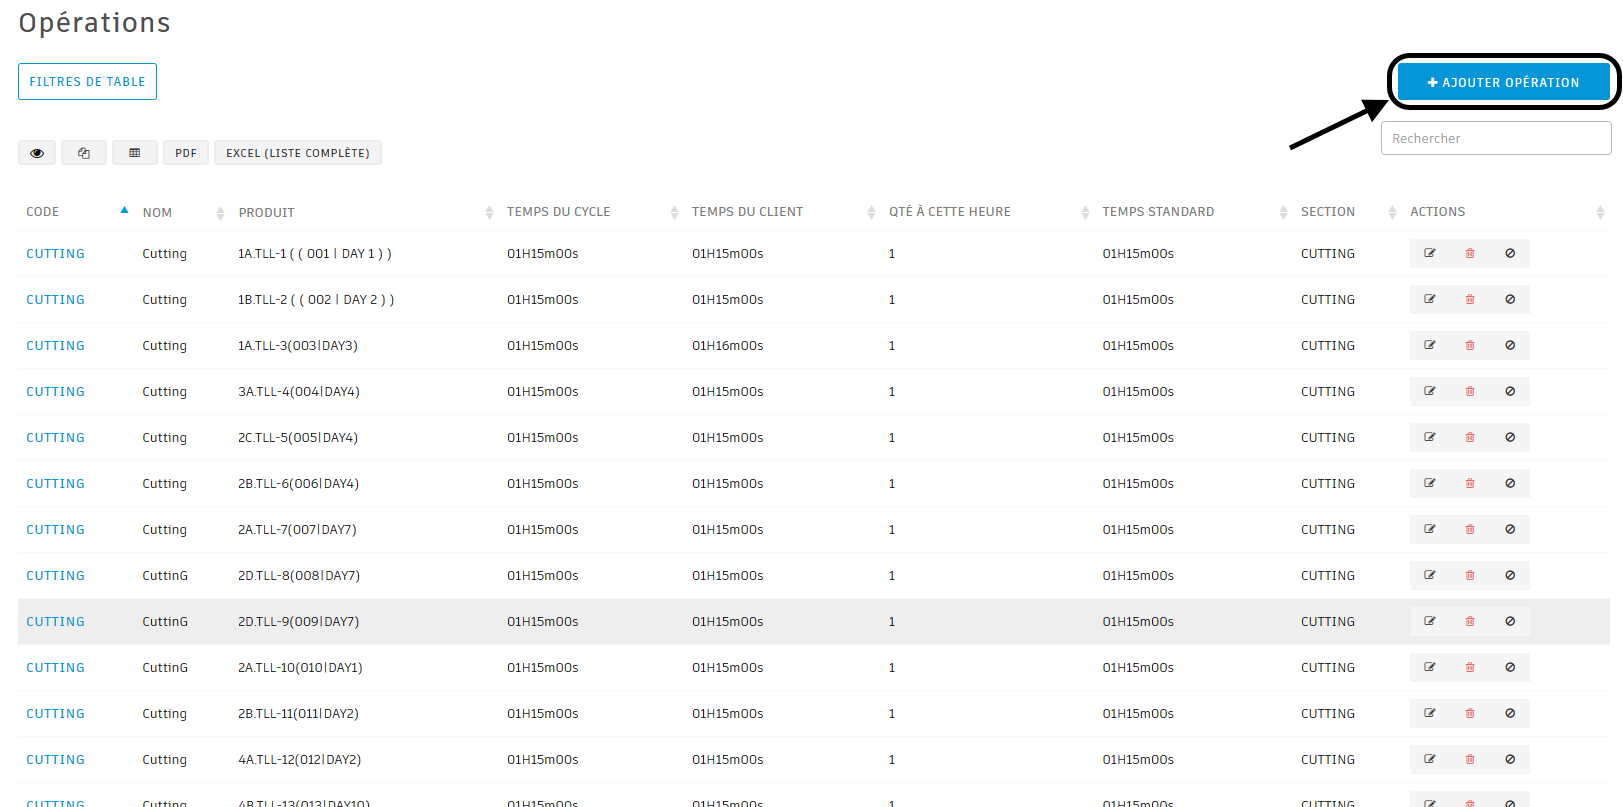 Opérations
FILTRES DE TABLE
AJOUTER OPÉRATION
Rechercher
PDF EXCEL (LISTE COMPLÈTE)
CODE NOM PRODUIT TEMPS DU CYCLE TEMPS DU CLIENT QTÉ À CETTE HEURE TEMPS STANDARD SECTION ACTIONS
CUTTING Cutting 1A.TLL-1 ( ( 001 | DAY 1 ) ) 01H15m00s 01H15m00s 1 01H15m00s CUTTING
CUTTING Cutting 1B.TLL-2 ( ( 002 | DAY 2 ) ) 01H15m00s 01H15m00s 1 01H15m00s CUTTING
CUTTING Cutting 1A.TLL-3(003|DAY3) 01H15m00s 01H16m00s 1 01H15m00s CUTTING
CUTTING Cutting 3A.TLL-4(004|DAY4) 01H15m00s 01H15m00s 1 01H15m00s CUTTING
CUTTING Cutting 2C.TLL-5(005|DAY4) 01H15m00s 01H15m00s 1 01H15m00s CUTTING
CUTTING Cutting 2B.TLL-6(006|DAY4) 01H15m00s 01H15m00s 1 01H15m00s CUTTING
CUTTING Cutting 2A.TLL-7(007|DAY7) 01H15m00s 01H15m00s 1 01H15m00s CUTTING
CUTTING CuttinG 2D.TLL-8(008|DAY7) 01H15m00s 01H15m00s 1 01H15m00s CUTTING
CUTTING CuttinG 2D.TLL-9(009|DAY7) 01H15m00s 01H15m00s 1 01H15m00s CUTTING
CUTTING CuttinG 2A.TLL-10(010|DAY1) 01H15m00s 01H15m00s 1 01H15m00s CUTTING
CUTTING Cutting 2B.TLL-11(011|DAY2) 01H15m00s 01H15m00s 1 01H15m00s CUTTING
CUTTING Cutting 4A.TLL-12(012|DAY2) 01H15m00s 01H15m00s 1 01H15m00s CUTTING
CUTTING Cutting 4B.TLL-13(013|DAY10) 01H15m00s 01H15m00s 1 01H15m00s CUTTING